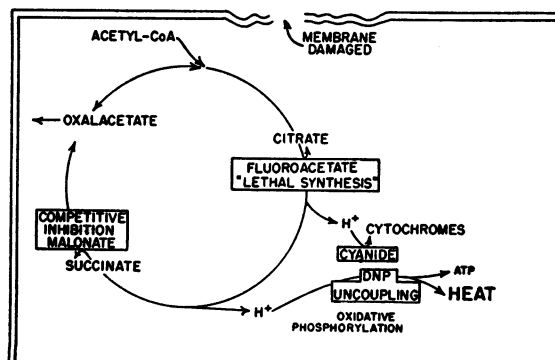 ACETYL-CoA
MEMBRANE
DAMAGED
OXALACETATE
CITRATE
FLUOROACETATE
"LETHAL SYNTHESIS"
COMPETITIVE
INHIBITION
MALONATE
SUCCINATE
H+
CYTOCHROMES
CYANIDE
DNP
ATP
UNCOUPLING
HEAT
H+
OXIDATIVE
PHOSPHORYLATION